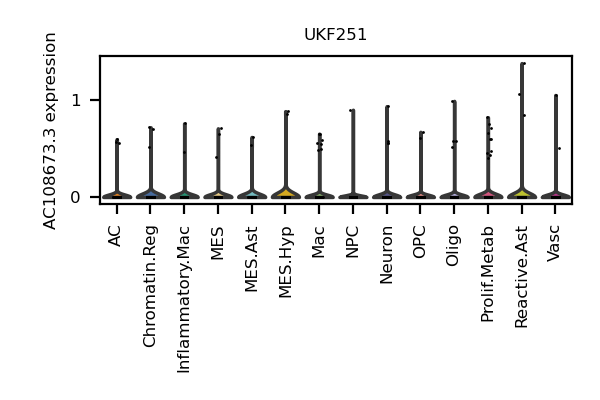 UKF251
AC108673.3 expression
1
0
AC
Chromatin.Reg
Inflammatory.Mac
MES
MES.Ast
MES.Hyp
Mac
NPC
Neuron
OPC
Oligo
Prolif.Metab
Reactive.Ast
Vasc